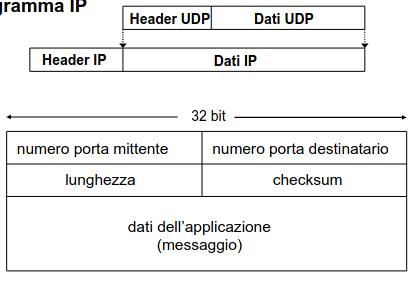 gramma IP
Header UDP Dati UDP
Header IP Dati IP
32 bit
numero porta mittente numero porta destinatario
lunghezza checksum
dati dell'applicazione
(messaggio)